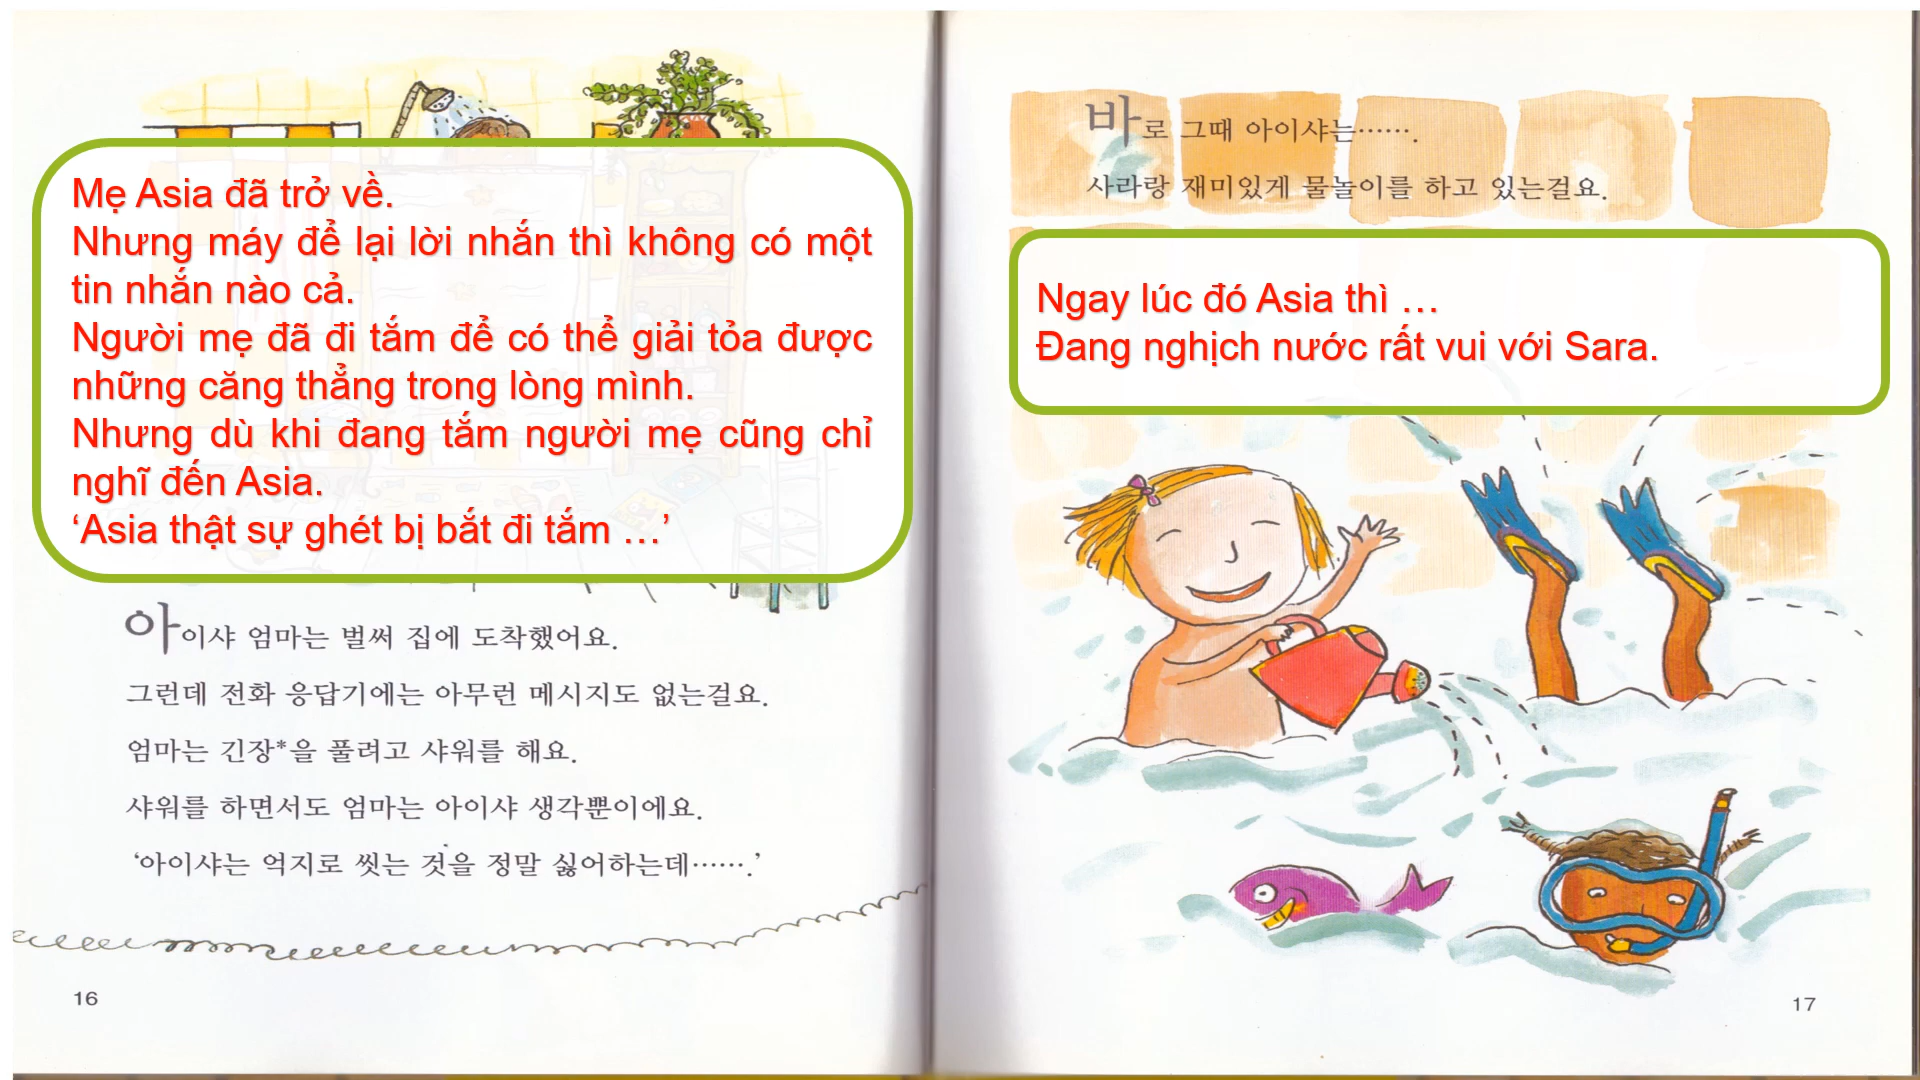 Mẹ Asia đã trở về.
Nhưng máy để lại lời nhắn thì không có một
tin nhắn nào cả.
Người mẹ đã đi tắm để có thể giải tỏa được
những căng thẳng trong lòng mình.
Nhưng dù khi đang tắm người mẹ cũng chỉ
nghĩ đến Asia.
‘Asia thật sự ghét bị bắt đi tắm …’
아이샤 엄마는 벌써 집에 도착했어요.
그런데 전화 응답기에는 아무런 메시지도 없는걸요.
엄마는 긴장*을 풀려고 샤워를 해요.
샤워를 하면서도 엄마는 아이샤 생각뿐이에요.
‘아이샤는 억지로 씻는 것을 정말 싫어하는데…….’
16
바로 그때 아이샤는…….
사라랑 재미있게 물놀이를 하고 있는걸요.
Ngay lúc đó Asia thì …
Đang nghịch nước rất vui với Sara.
17